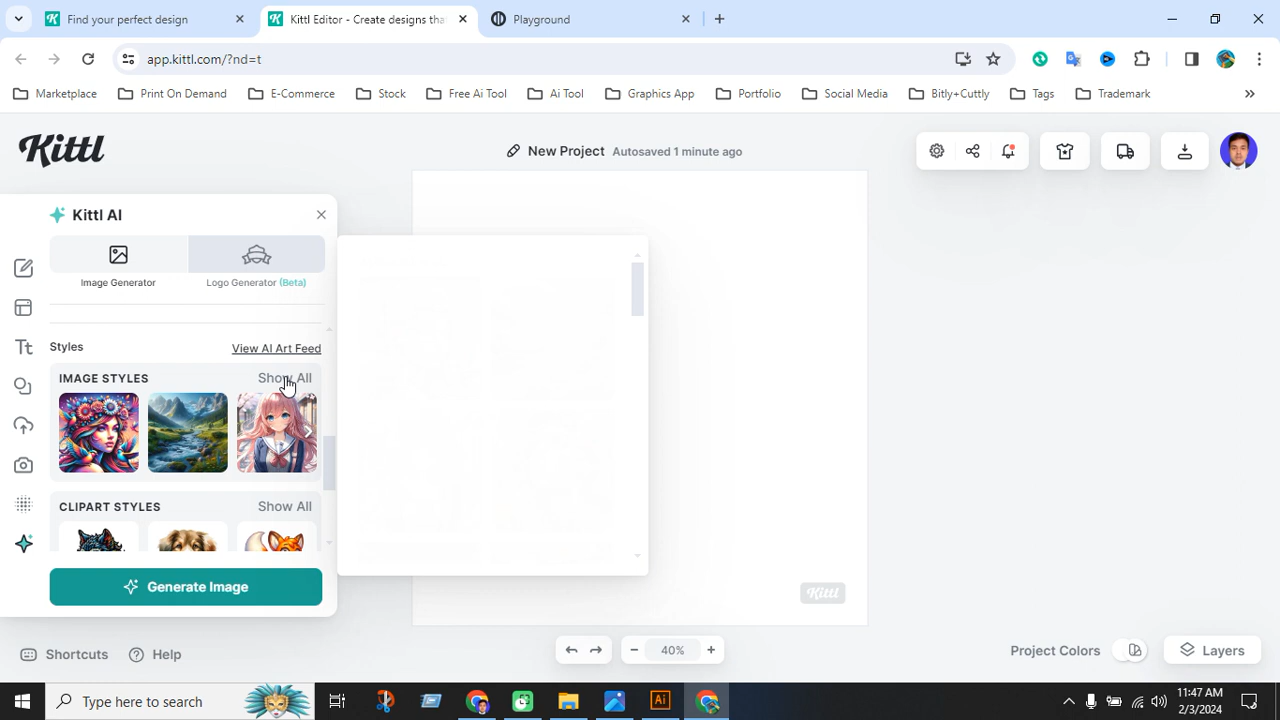 Find your perfect design
Kittl Editor - Create designs tha
Playground
app.kittl.com/?nd=t
Marketplace
Print On Demand
E-Commerce
Stock
Free Ai Tool
Ai Tool
Graphics App
Portfolio
Social Media
Bitly+Cuttly
Tags
Trademark
Kittl
New Project
Autosaved 1 minute ago
Kittl AI
Image Generator
Logo Generator (Beta)
Styles
View AI Art Feed
IMAGE STYLES
Show All
CLIPART STYLES
Show All
Generate Image
Kittl
Shortcuts
Help
40%
Project Colors
Layers
Type here to search
11:47 AM
2/3/2024